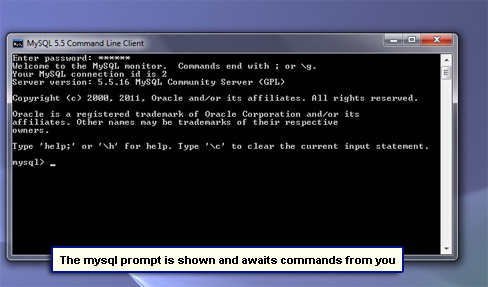 MySQL 5.5 Command Line Client
Enter password: ******
Welcome to the MySQL monitor.  Commands end with ; or \g.
Your MySQL connection id is 2
Server version: 5.5.16 MySQL Community Server (GPL)
Copyright (c) 2000, 2011, Oracle and/or its affiliates. All rights reserved.
Oracle is a registered trademark of Oracle Corporation and/or its
affiliates. Other names may be trademarks of their respective
owners.
Type 'help;' or '\h' for help. Type '\c' to clear the current input statement.
mysql> _
The mysql prompt is shown and awaits commands from you